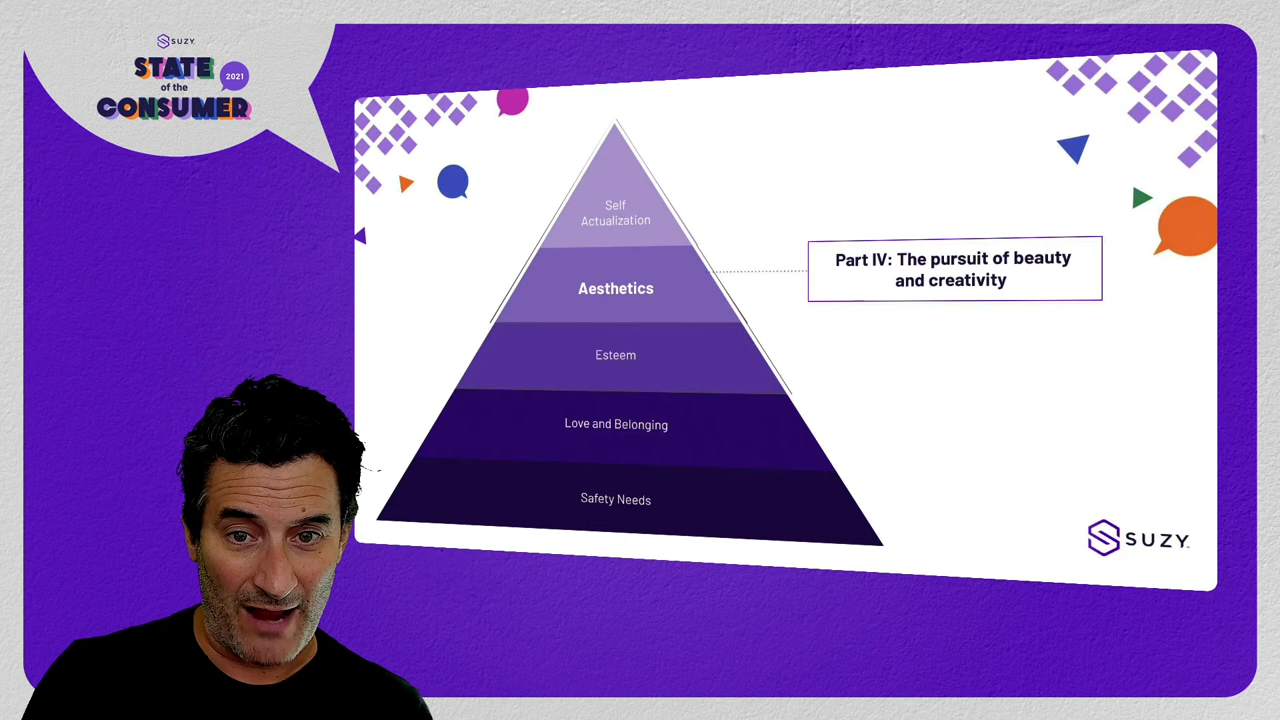 SUZY
STATE
of the
CONSUMER
2021
Self
Actualization
Aesthetics
Esteem
Love and Belonging
Safety Needs
Part IV: The pursuit of beauty
and creativity
SUZY